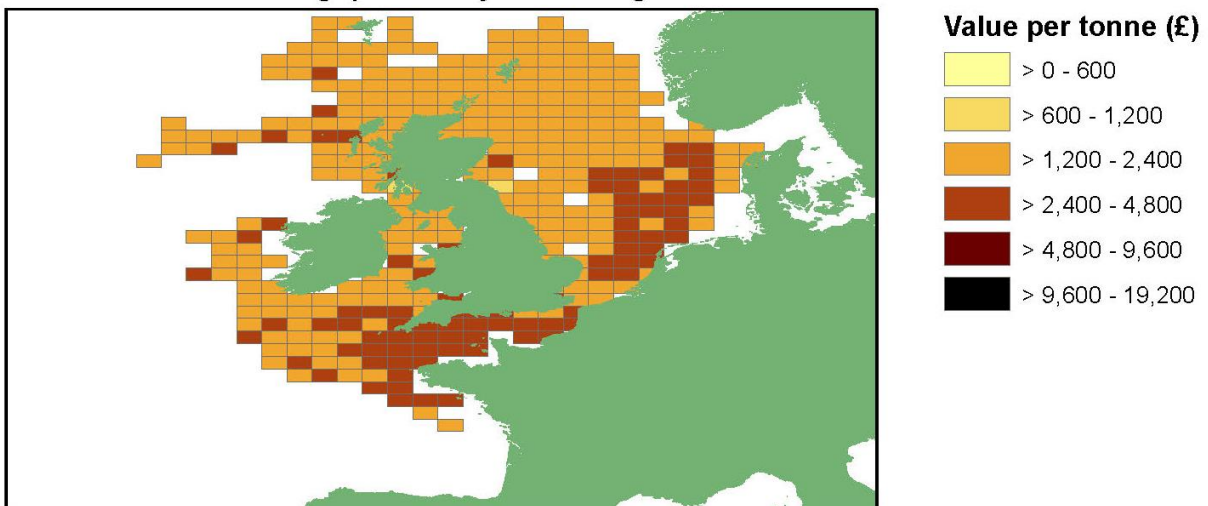 Value per tonne (£)
> 0 - 600
> 600 - 1,200
> 1,200 - 2,400
> 2,400 - 4,800
> 4,800 - 9,600
> 9,600 - 19,200